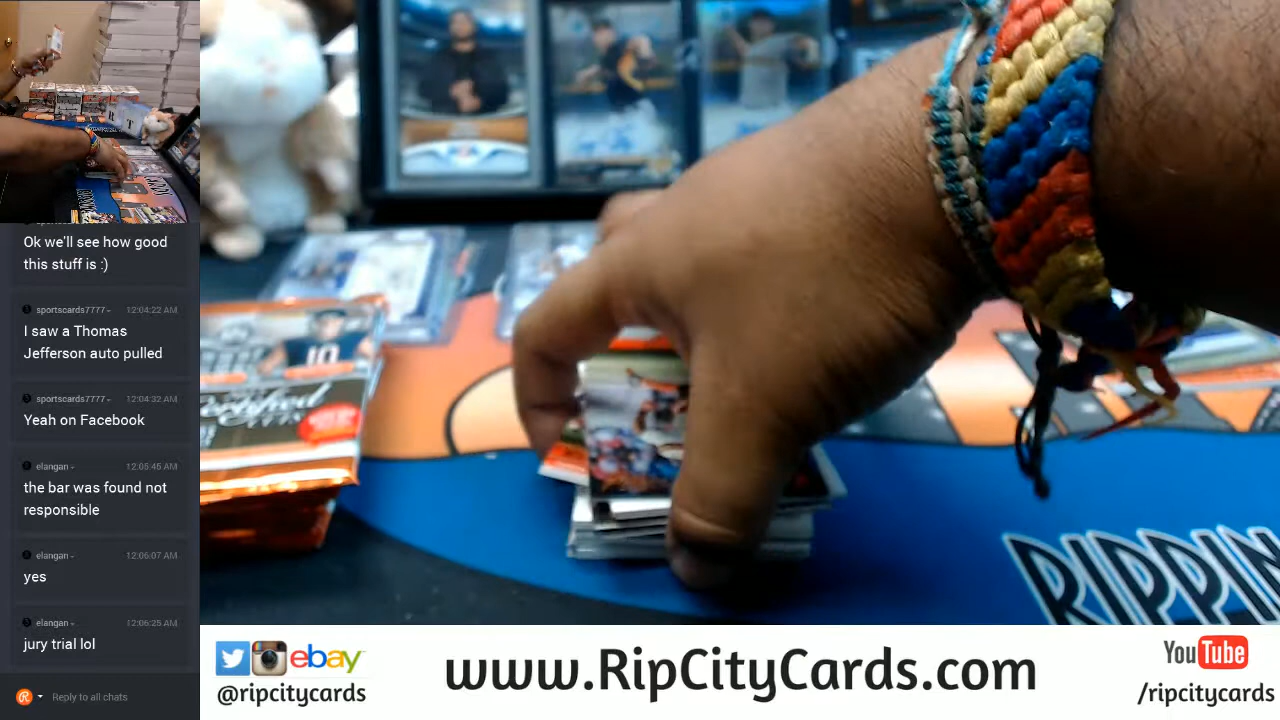 Ok we'll see how good
this stuff is :)
sportscards7777
12:04:22 AM
I saw a Thomas
Jefferson auto pulled
sportscards7777
12:04:32 AM
Yeah on Facebook
elangan
12:05:45 AM
the bar was found not
responsible
elangan
12:06:07 AM
yes
elangan
12:06:25 AM
jury trial lol
Reply to all chats
10
Certified
RIPPIN
ebay
@ripcitycards
www.RipCityCards.com
YouTube
/ripcitycards